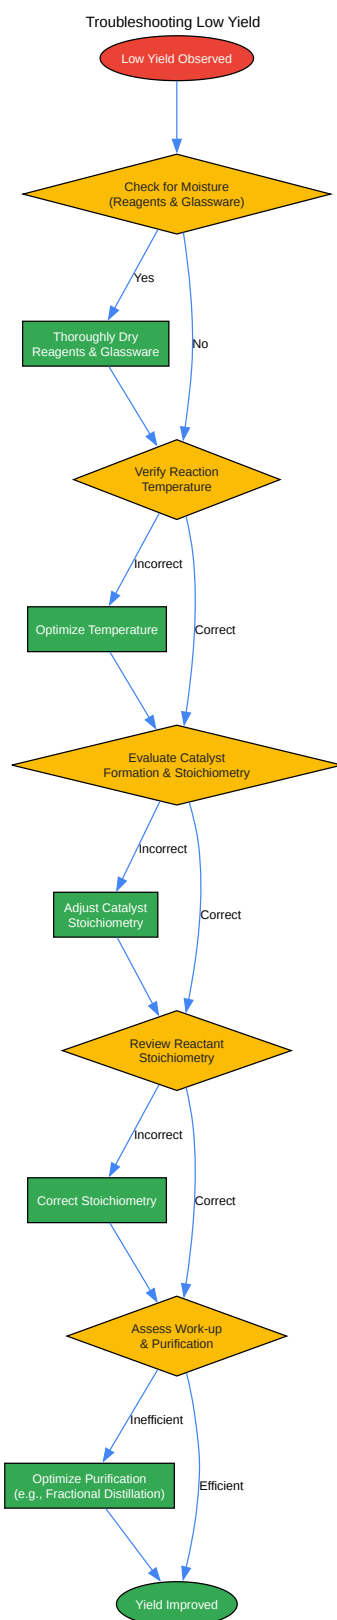 Troubleshooting Low Yield
Low Yield Observed
Check for Moisture
(Reagents & Glassware)
Yes
No
Thoroughly Dry
Reagents & Glassware
Verify Reaction
Temperature
Incorrect
Correct
Optimize Temperature
Evaluate Catalyst
Formation & Stoichiometry
Incorrect
Correct
Adjust Catalyst
Stoichiometry
Review Reactant
Stoichiometry
Incorrect
Correct
Correct Stoichiometry
Assess Work-up
& Purification
Inefficient
Efficient
Optimize Purification
(e.g., Fractional Distillation)
Yield Improved